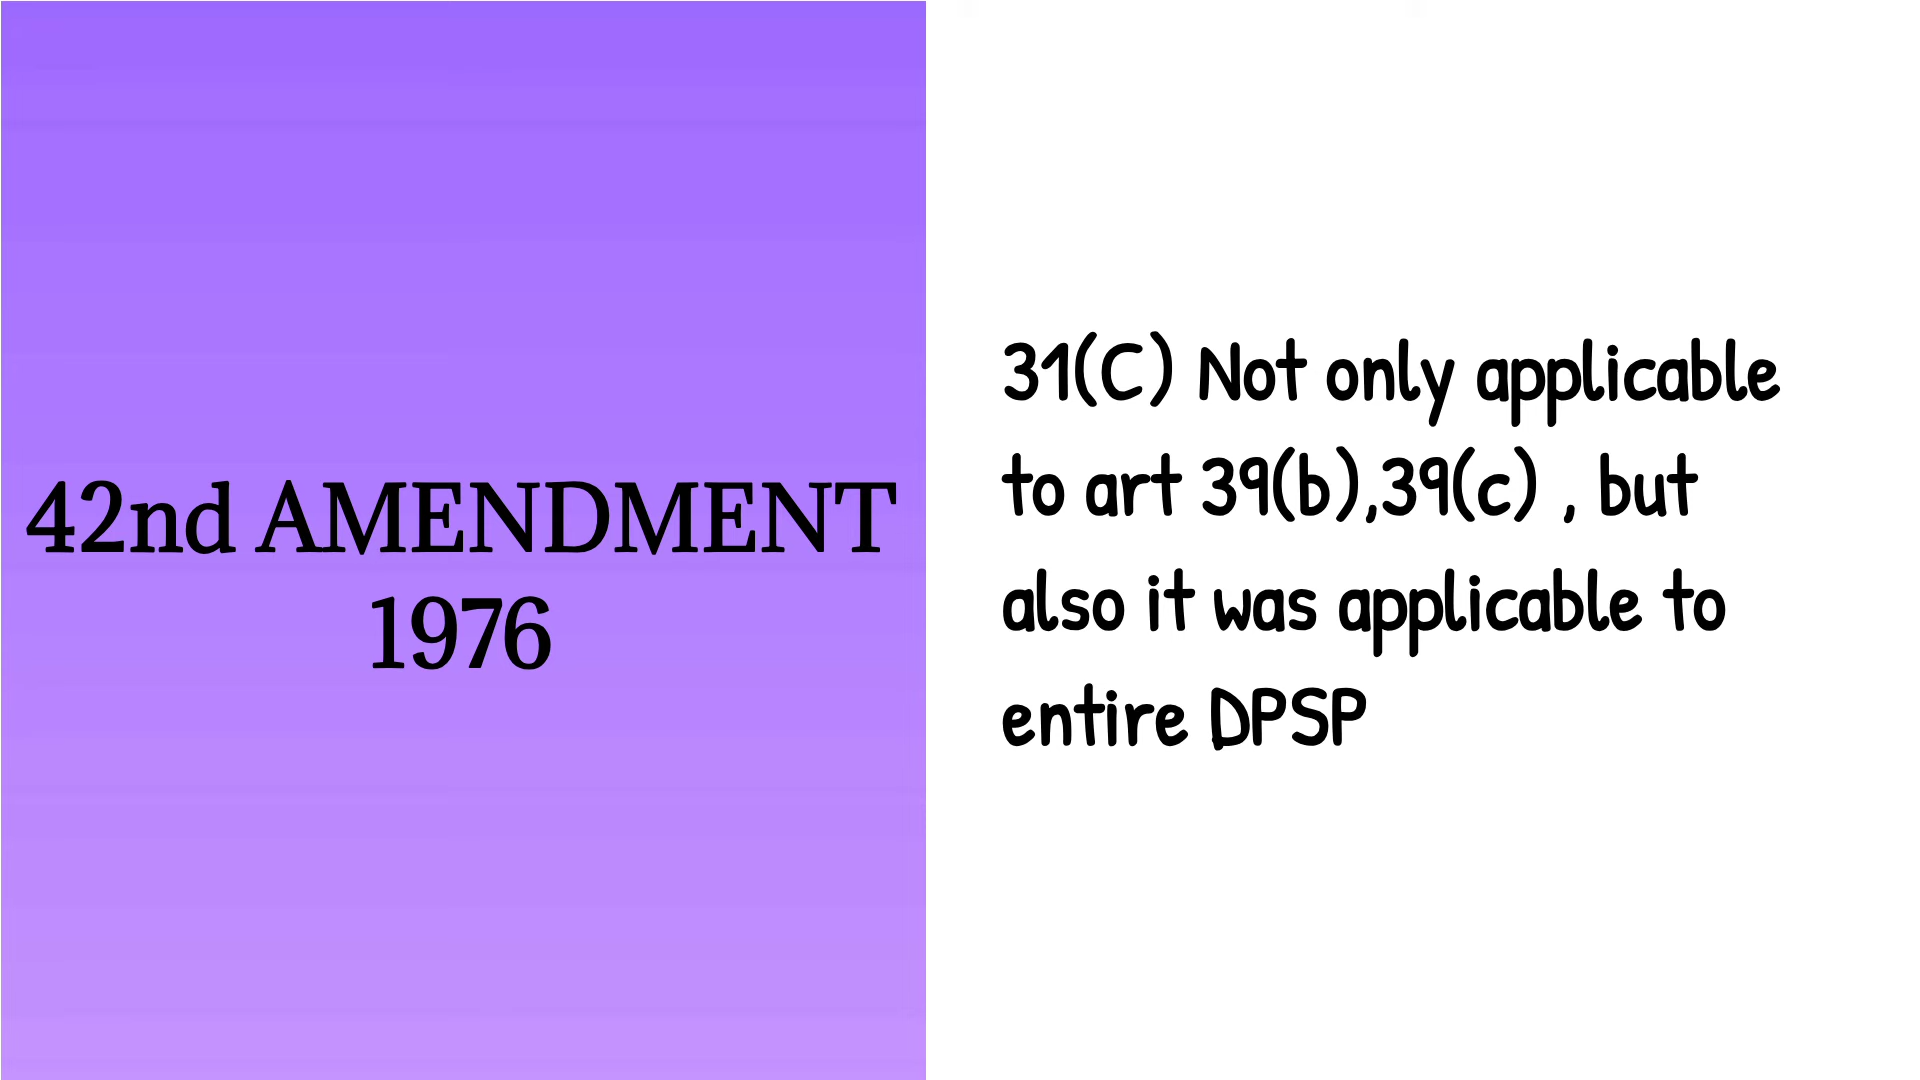 42nd AMENDMENT
1976
31(C) Not only applicable
to art 39(b),39(c) , but
also it was applicable to
entire DPSP